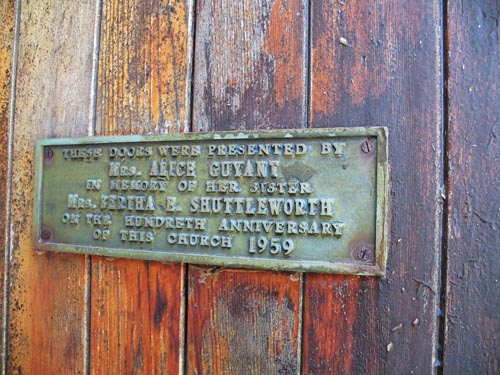 THESE DOORS WERE PRESENTED BY
MRS. ALICE GUYANT
IN MEMORY OF HER SISTER
MRS. BERTHA E. SHUTTLEWORTH
ON THE HUNDRETH ANNIVERSARY
OF THIS CHURCH 1959